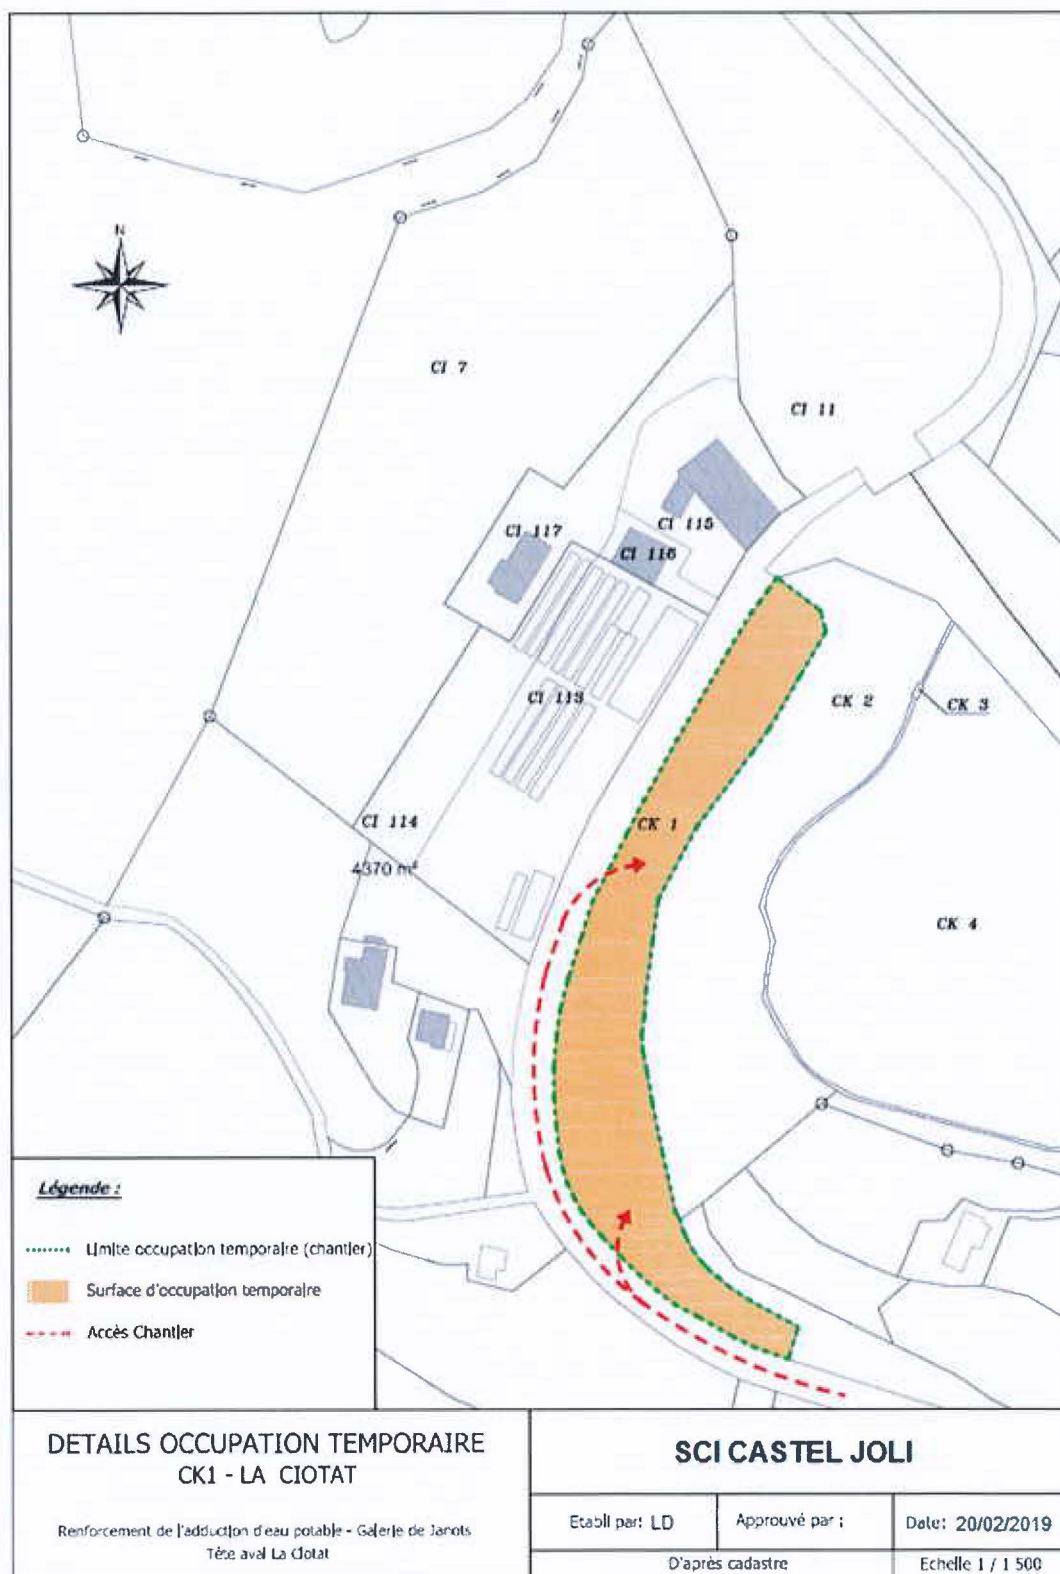 N
CI 7
CI 11
CI 117
CI 115
CI 116
CI 113
CK 2
CK 3
CK 1
CI 114
4370 m²
CK 4
Légende :
Limite occupation temporaire (chantier)
Surface d'occupation temporaire
Accès Chantier
DETAILS OCCUPATION TEMPORAIRE
CK1 - LA CIOTAT
Renforcement de l'adduction d'eau potable - Galerie de Janots
Tête aval La Ciotat
SCI CASTEL JOLI
Etabli par: LD
Approuvé par :
Date: 20/02/2019
D'après cadastre
Echelle 1 / 1 500